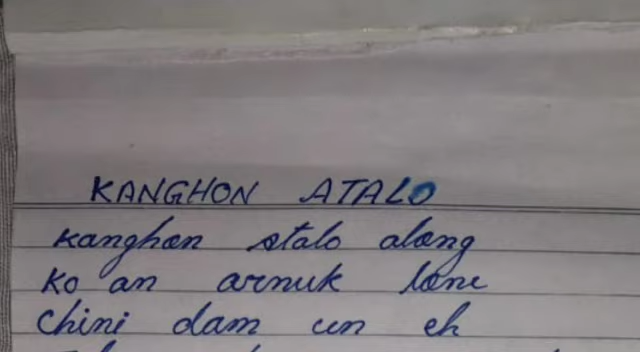 KANGHON ATALO
Kanghon atalo along
Ko an arnuk lone
Chini dam un eh